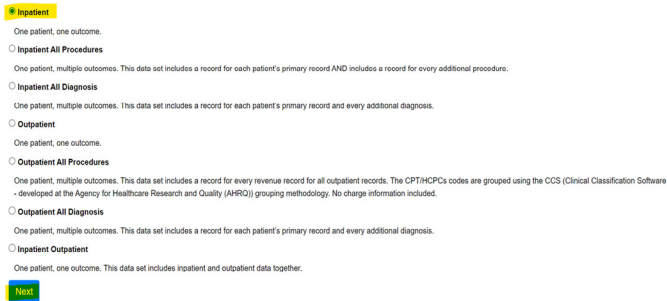 Inpatient
One patient, one outcome.
Inpatient All Procedures
One patient, multiple outcomes. This data set includes a record for each patient's primary record AND includes a record for every additional procedure.
Inpatient All Diagnosis
One patient, multiple outcomes. This data set includes a record for each patient's primary record and every additional diagnosis.
Outpatient
One patient, one outcome.
Outpatient All Procedures
One patient, multiple outcomes. This data set includes a record for every revenue record for all outpatient records. The CPT/HCPCs codes are grouped using the CCS (Clinical Classification Software
- developed at the Agency for Healthcare Research and Quality (AHRQ)) grouping methodology. No charge information included.
Outpatient All Diagnosis
One patient, multiple outcomes. This data set includes a record for each patient's primary record and every additional diagnosis.
Inpatient Outpatient
One patient, one outcome. This data set includes inpatient and outpatient data together.
Next